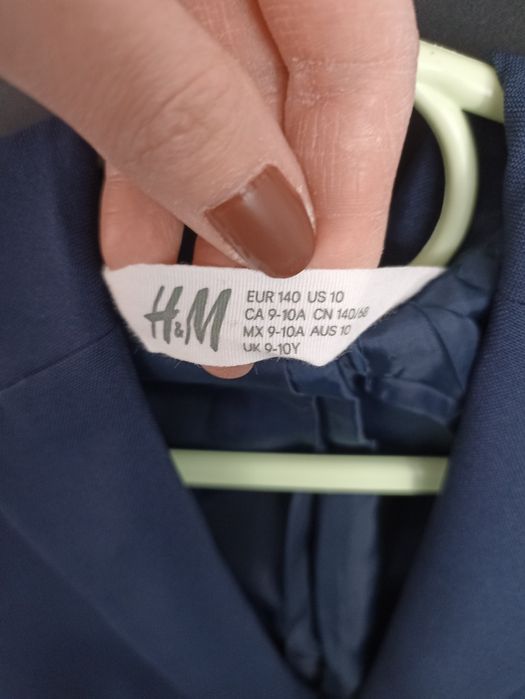 H&M
EUR 140 US 10
CA 9-10A CN 140/68
MX 9-10A AUS 10
UK 9-10Y